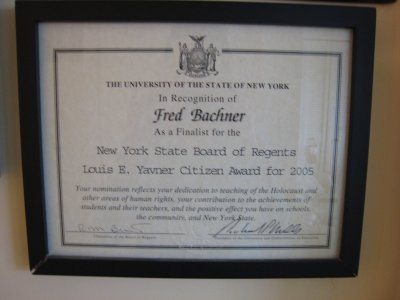 THE UNIVERSITY OF THE STATE OF NEW YORK
In Recognition of
Fred Bachner
As a Finalist for the
New York State Board of Regents
Louis E. Yavner Citizen Award for 2005
Your nomination reflects your dedication to teaching of the Holocaust and
other areas of human rights, your contribution to the achievements of
students and their teachers, and the positive effect you have on schools,
the community, and New York State.